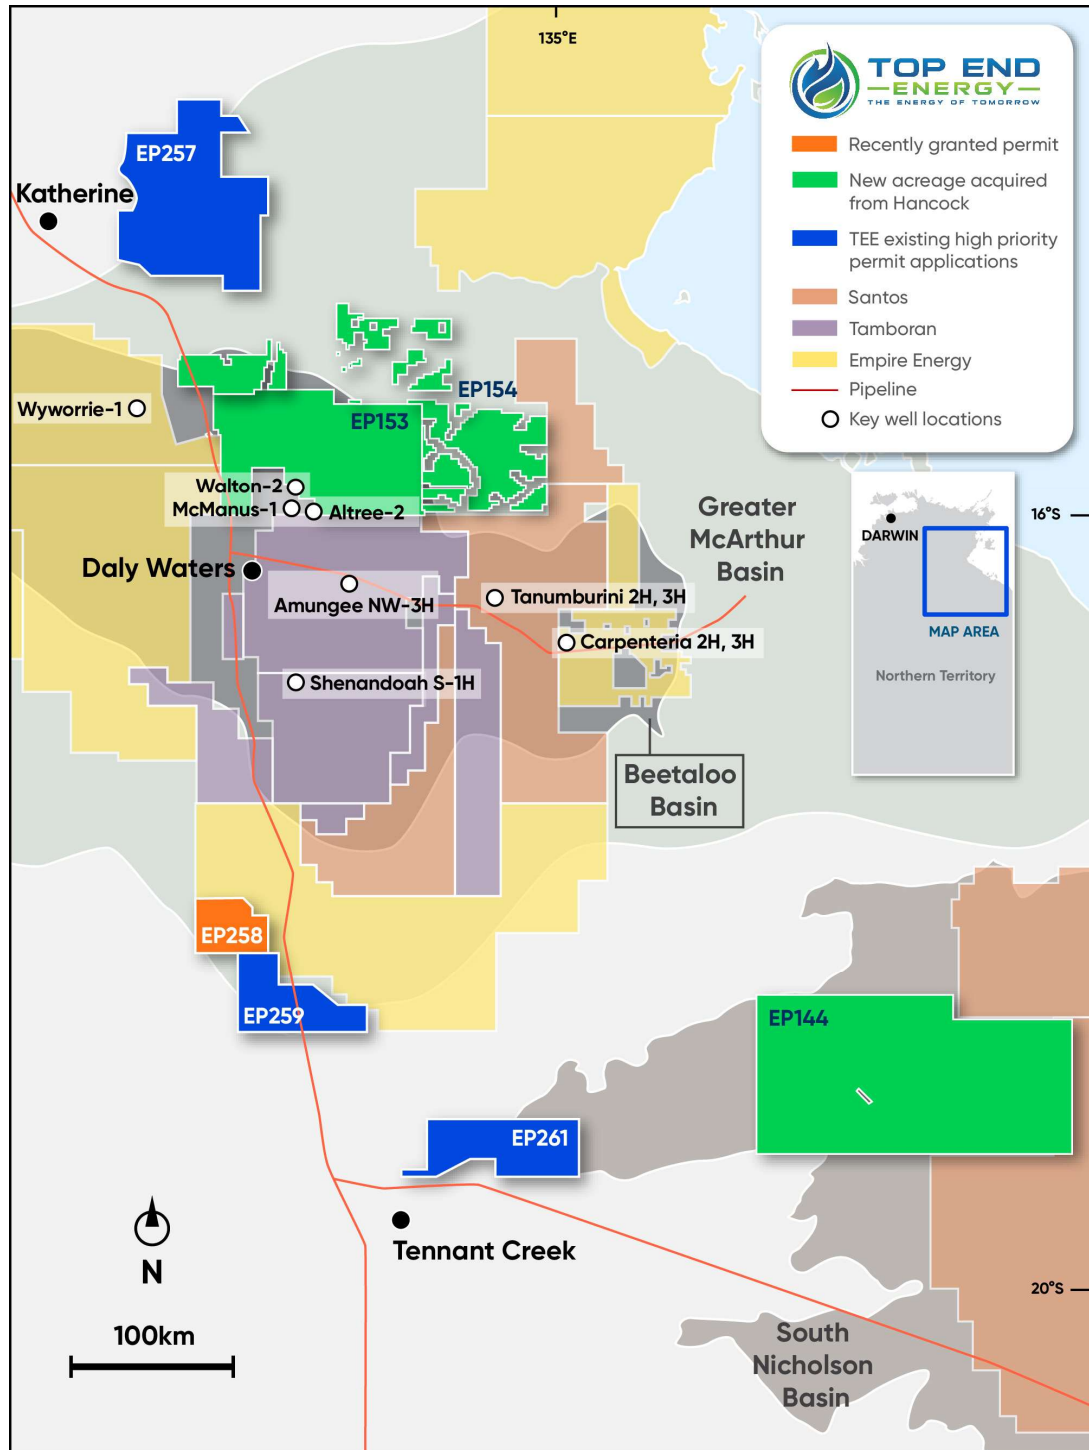 135°E
TOP END
ENERGY
THE ENERGY OF TOMORROW
Recently granted permit
New acreage acquired
from Hancock
TEE existing high priority
permit applications
Santos
Tamboran
Empire Energy
Pipeline
Key well locations
EP257
Katherine
EP154
Wyworrie-1
EP153
Walton-2
McManus-1
Altree-2
Greater
McArthur
Basin
16°S
DARWIN
MAP AREA
Northern Territory
Daly Waters
Amungee NW-3H
Tanumburini 2H, 3H
Carpenteria 2H, 3H
Shenandoah S-1H
Beetaloo
Basin
EP258
EP259
EP144
EP261
Tennant Creek
N
100km
20°S
South
Nicholson
Basin